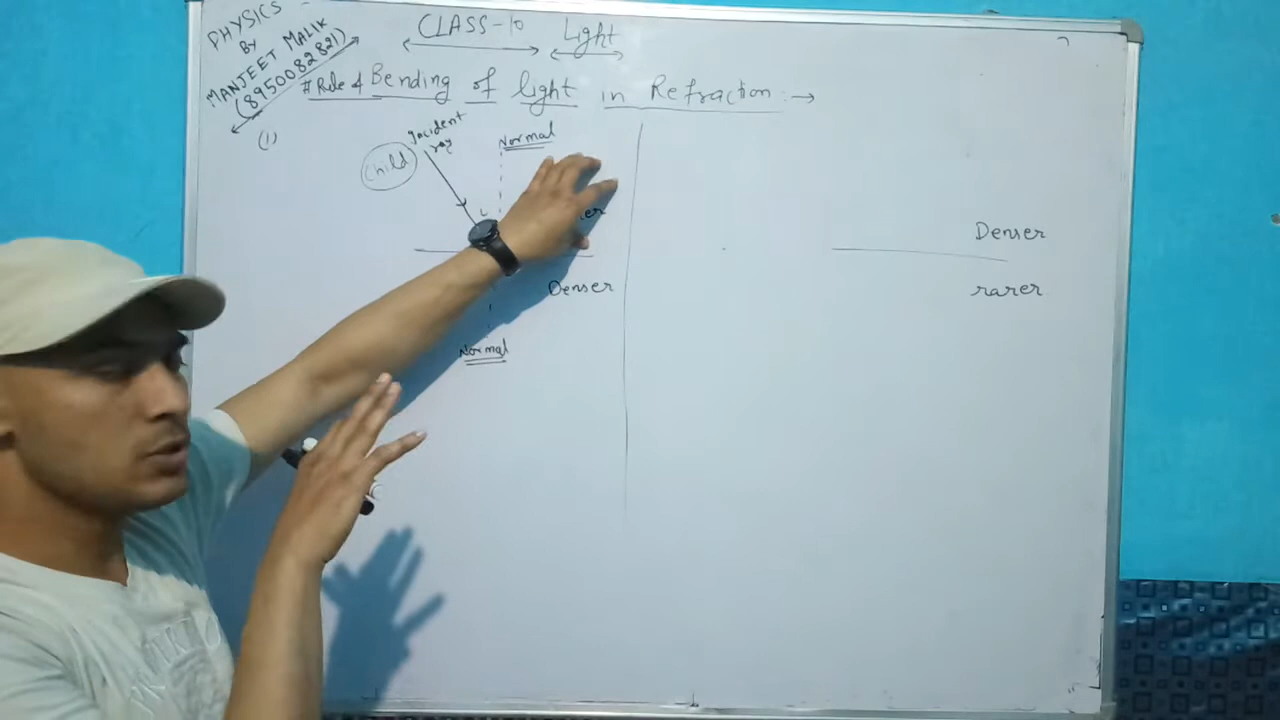 PHYSICS
By
MANJEET MALIK
(8950082821)
CLASS-10 Light
# Rule of Bending of light in Refraction :→
(1)
Incident
ray
Normal
Child
i
Denser
Normal
Denser
rarer